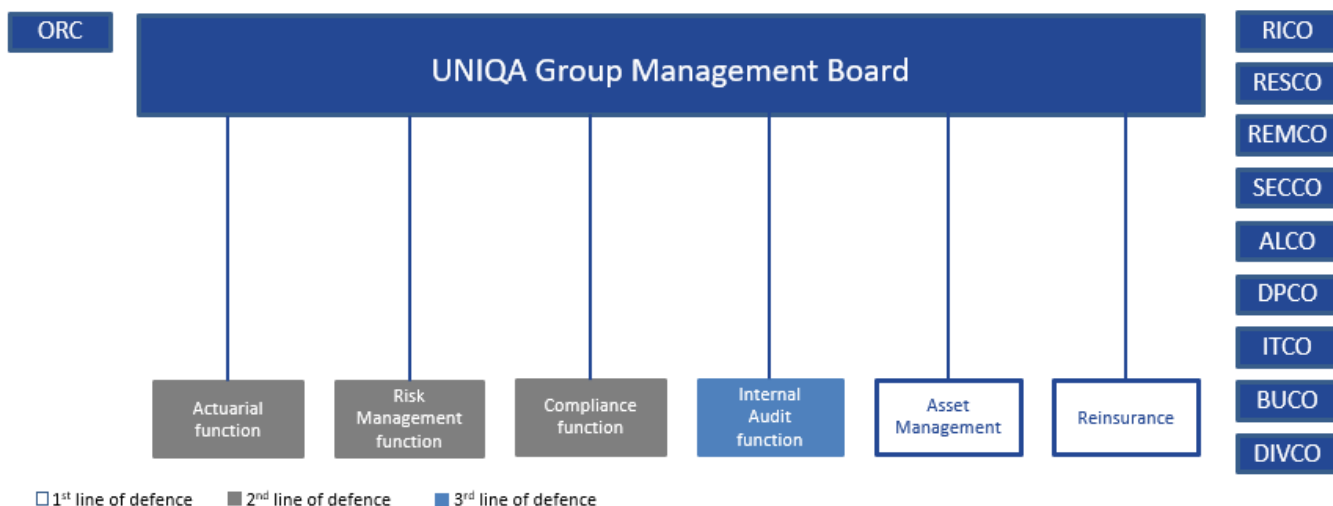 ORC
UNIQA Group Management Board
RICO
RESCO
REMCO
SECCO
ALCO
DPCO
ITCO
BUCO
DIVCO
Actuarial
function
Risk
Management
function
Compliance
function
Internal
Audit
function
Asset
Management
Reinsurance
1st line of defence
2nd line of defence
3rd line of defence